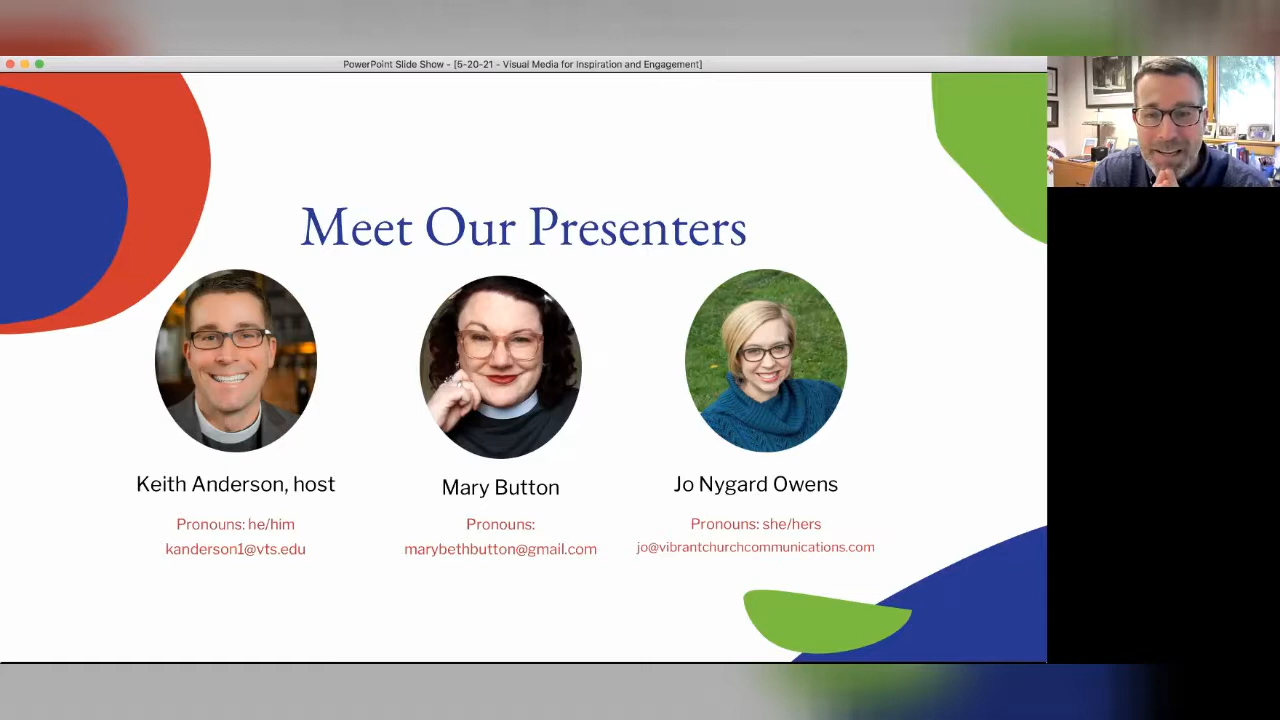 PowerPoint Slide Show - [5-20-21 - Visual Media for Inspiration and Engagement]
Meet Our Presenters
Keith Anderson, host
Pronouns: he/him
kanderson1@vts.edu
Mary Button
Pronouns:
marybethbutton@gmail.com
Jo Nygard Owens
Pronouns: she/hers
jo@vibrantchurchcommunications.com